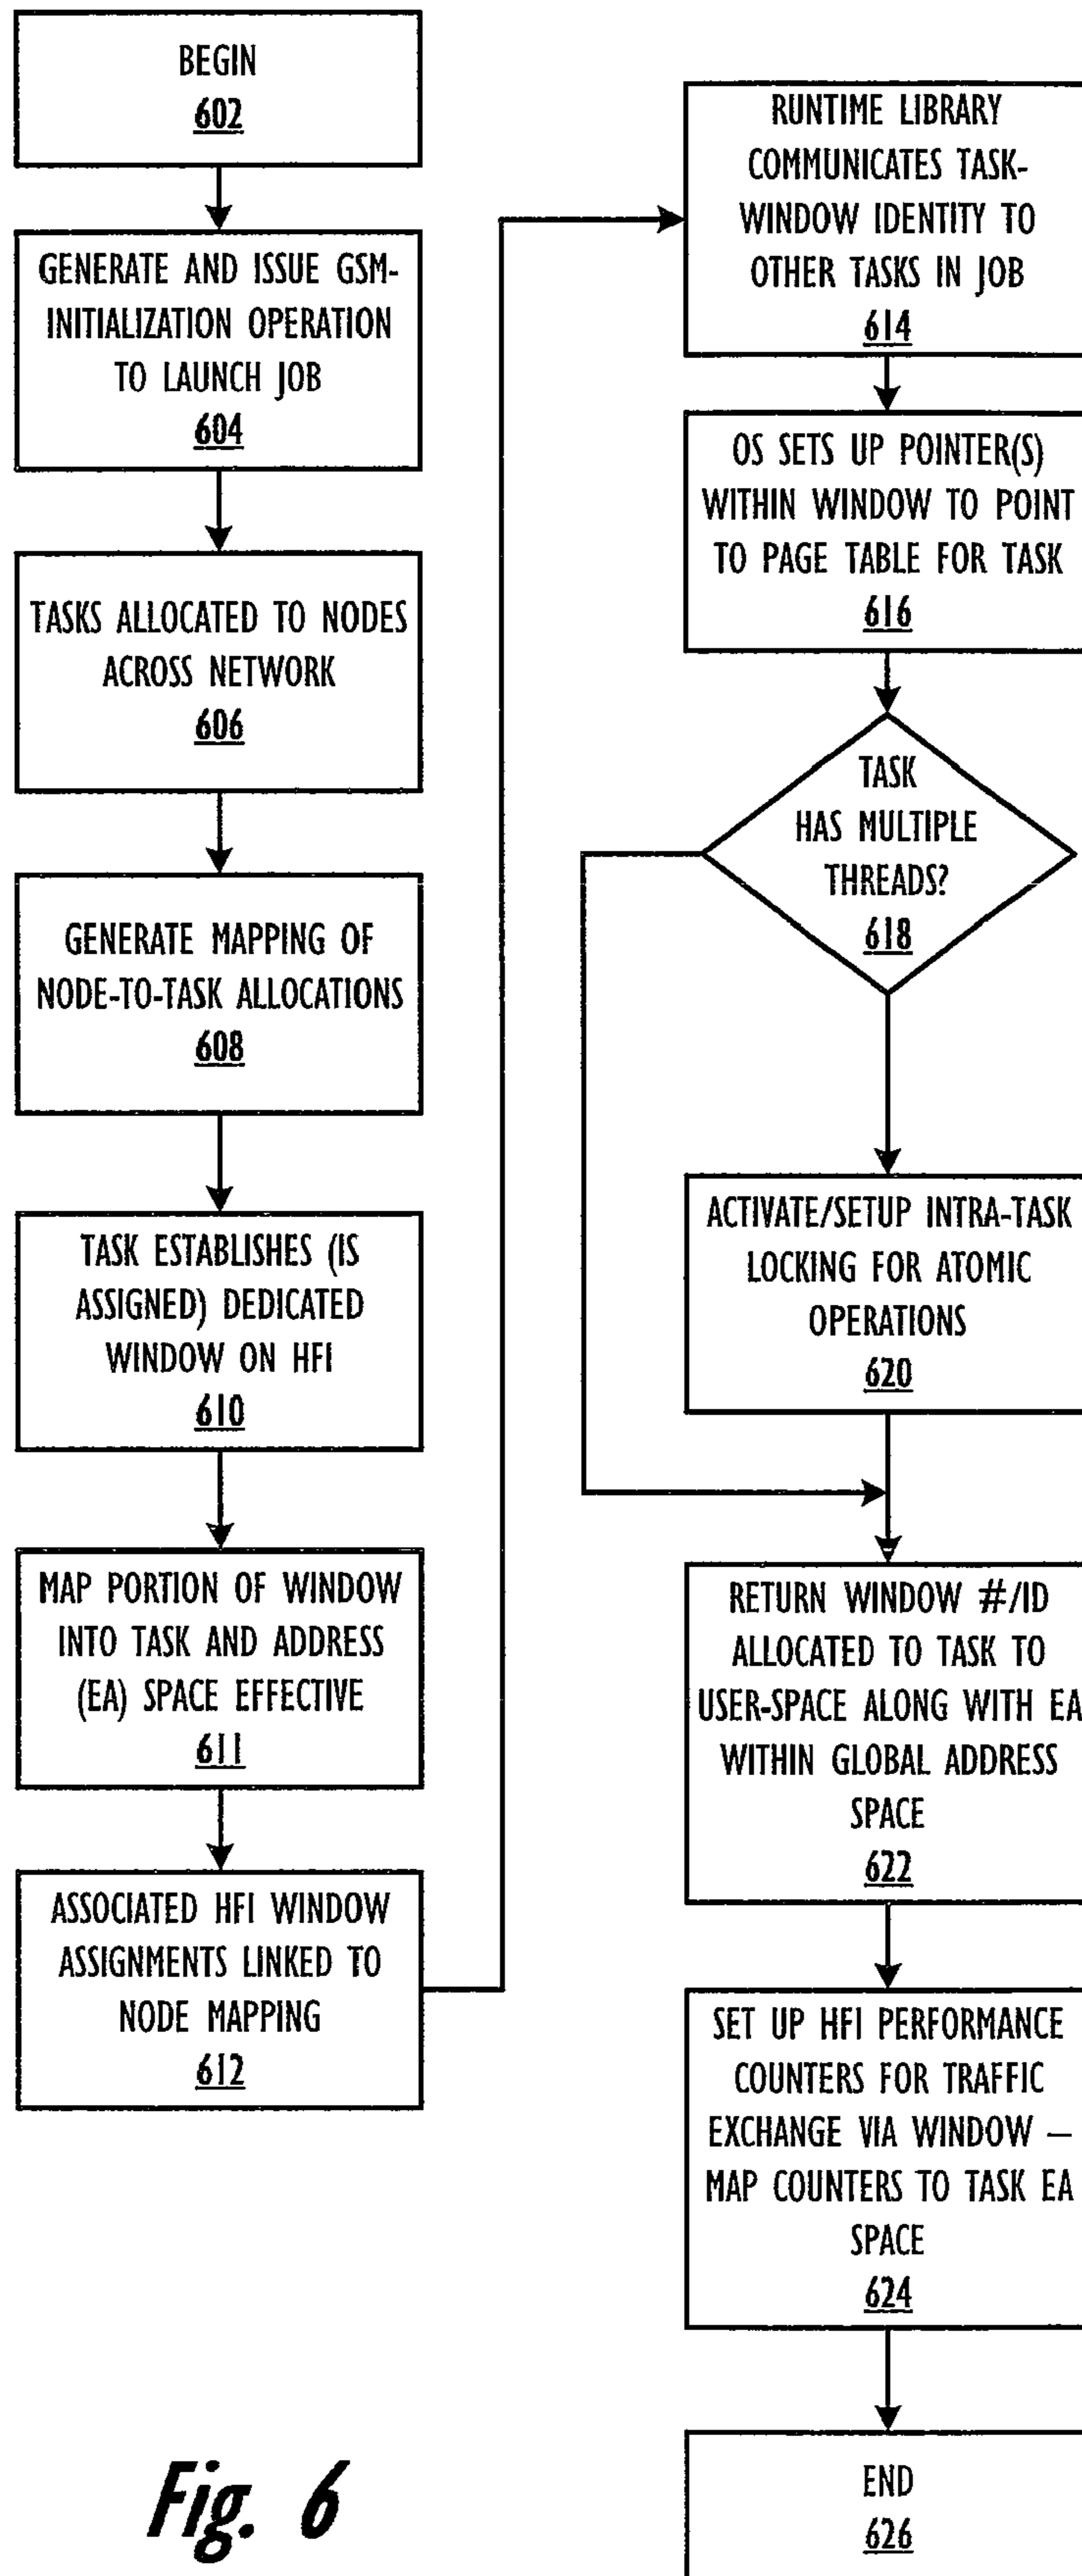 BEGIN
602
GENERATE AND ISSUE GSM-
INITIALIZATION OPERATION
TO LAUNCH JOB
604
TASKS ALLOCATED TO NODES
ACROSS NETWORK
606
GENERATE MAPPING OF
NODE-TO-TASK ALLOCATIONS
608
TASK ESTABLISHES (IS
ASSIGNED) DEDICATED
WINDOW ON HFI
610
MAP PORTION OF WINDOW
INTO TASK AND ADDRESS
(EA) SPACE EFFECTIVE
611
ASSOCIATED HFI WINDOW
ASSIGNMENTS LINKED TO
NODE MAPPING
612
RUNTIME LIBRARY
COMMUNICATES TASK-
WINDOW IDENTITY TO
OTHER TASKS IN JOB
614
OS SETS UP POINTER(S)
WITHIN WINDOW TO POINT
TO PAGE TABLE FOR TASK
616
TASK
HAS MULTIPLE
THREADS?
618
ACTIVATE/SETUP INTRA-TASK
LOCKING FOR ATOMIC
OPERATIONS
620
RETURN WINDOW #/ID
ALLOCATED TO TASK TO
USER-SPACE ALONG WITH EA
WITHIN GLOBAL ADDRESS
SPACE
622
SET UP HFI PERFORMANCE
COUNTERS FOR TRAFFIC
EXCHANGE VIA WINDOW –
MAP COUNTERS TO TASK EA
SPACE
624
END
626
Fig. 6